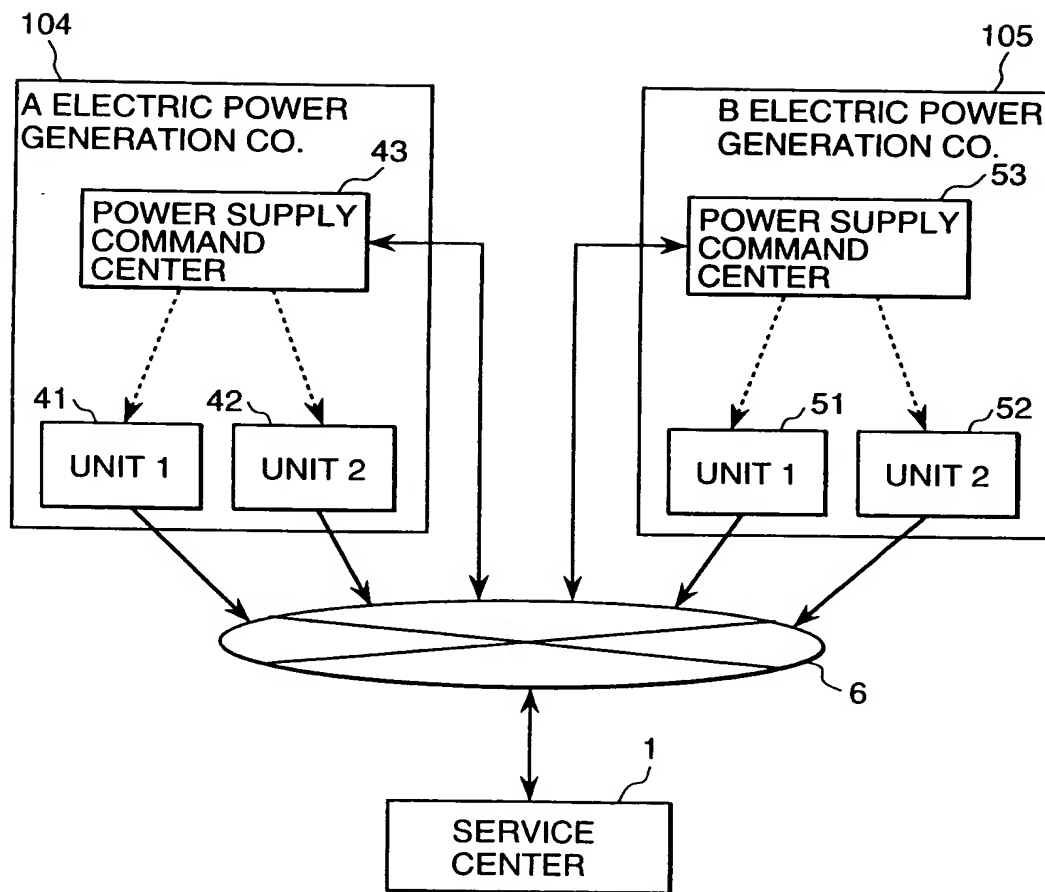 104
105
A ELECTRIC POWER
GENERATION CO.
43
POWER SUPPLY
COMMAND
CENTER
B ELECTRIC POWER
GENERATION CO.
53
POWER SUPPLY
COMMAND
CENTER
41
UNIT 1
42
UNIT 2
51
UNIT 1
52
UNIT 2
6
1
SERVICE
CENTER